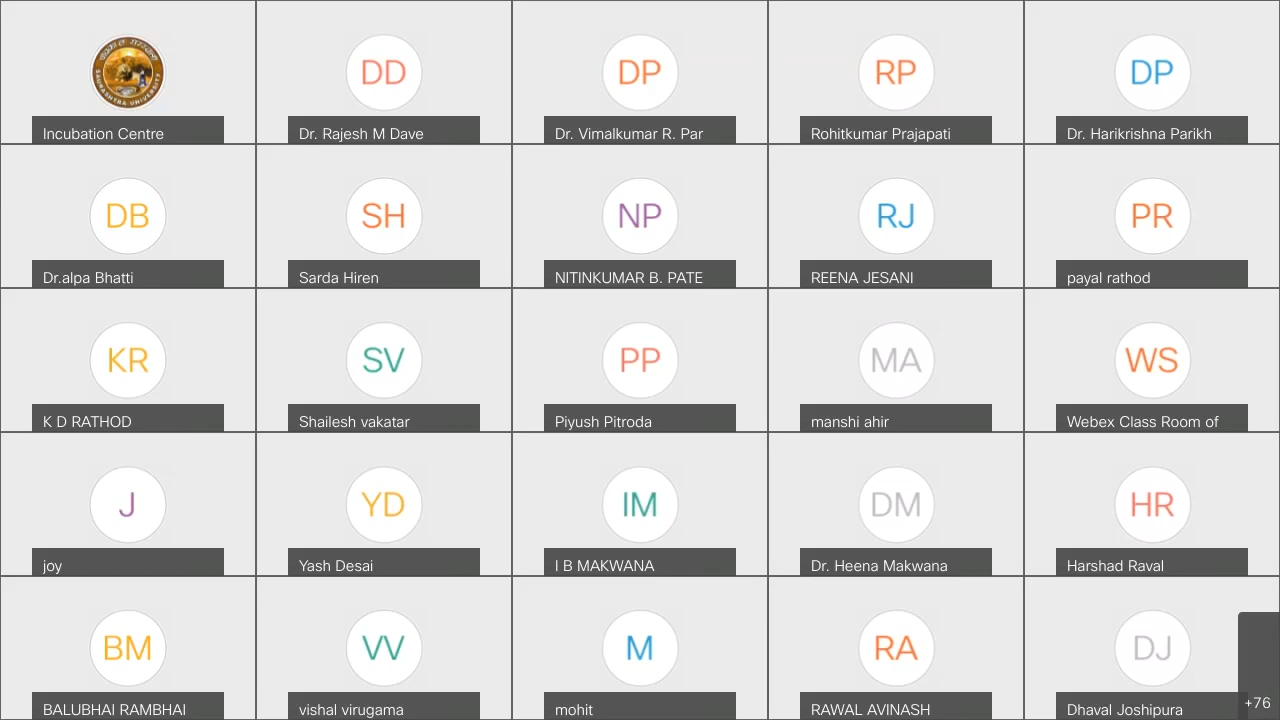 Incubation Centre
DD
Dr. Rajesh M Dave
DP
Dr. Vimalkumar R. Par
RP
Rohitkumar Prajapati
DP
Dr. Harikrishna Parikh
DB
Dr.alpa Bhatti
SH
Sarda Hiren
NP
NITINKUMAR B. PATE
RJ
REENA JESANI
PR
payal rathod
KR
K D RATHOD
SV
Shailesh vakatar
PP
Piyush Pitroda
MA
manshi ahir
WS
Webex Class Room of
J
joy
YD
Yash Desai
IM
I B MAKWANA
DM
Dr. Heena Makwana
HR
Harshad Raval
BM
BALUBHAI RAMBHAI
VV
vishal virugama
M
mohit
RA
RAWAL AVINASH
DJ
Dhaval Joshipura
+76
SAURASHTRA UNIVERSITY